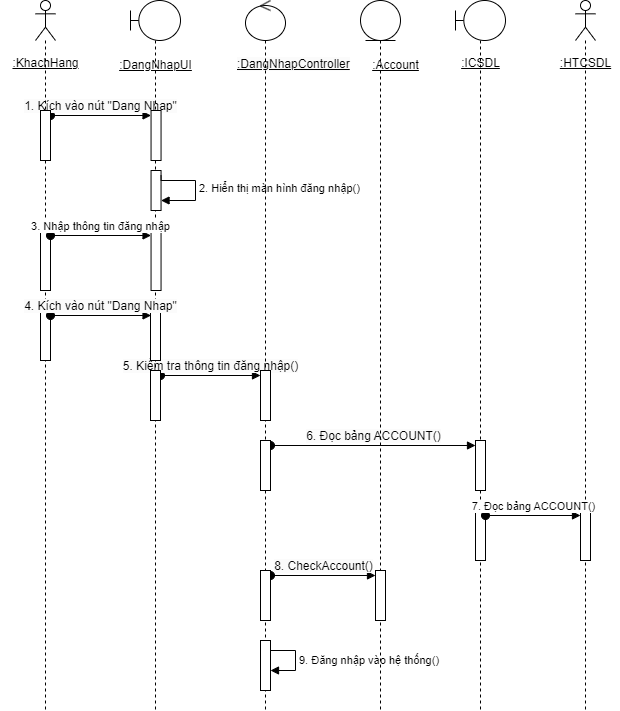 :KhachHang
:DangNhapUI
:DangNhapController
:Account
:ICSDL
:HTCSDL
1. Kích vào nút "Dang Nhap"
2. Hiển thị màn hình đăng nhập()
3. Nhập thông tin đăng nhập
4. Kích vào nút "Dang Nhap"
5. Kiểm tra thông tin đăng nhập()
6. Đọc bảng ACCOUNT()
7. Đọc bảng ACCOUNT()
8. CheckAccount()
9. Đăng nhập vào hệ thống()